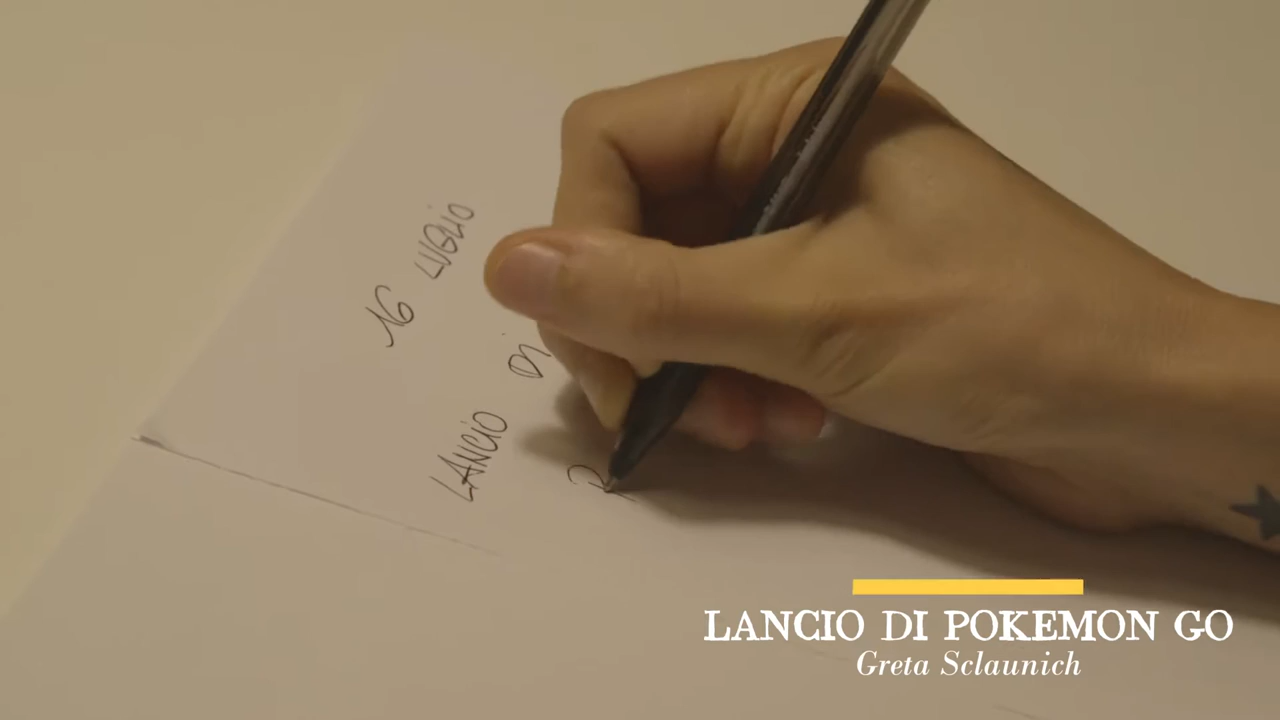 16 LUGLIO
LANCIO Di
P
LANCIO DI POKEMON GO
Greta Sclaunich